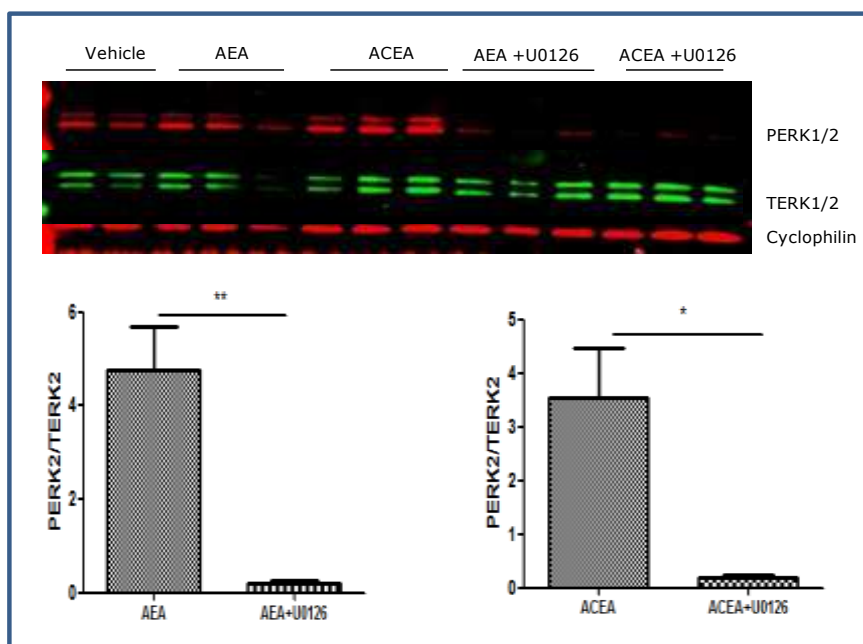 Vehicle AEA ACEA AEA +U0126 ACEA +U0126
PERK1/2
TERK1/2
Cyclophilin
**
6
4
2
0
PERK2/TERK2
AEA AEA+U0126
*
5
4
3
2
1
0
PERK2/TERK2
ACEA ACEA+U0126